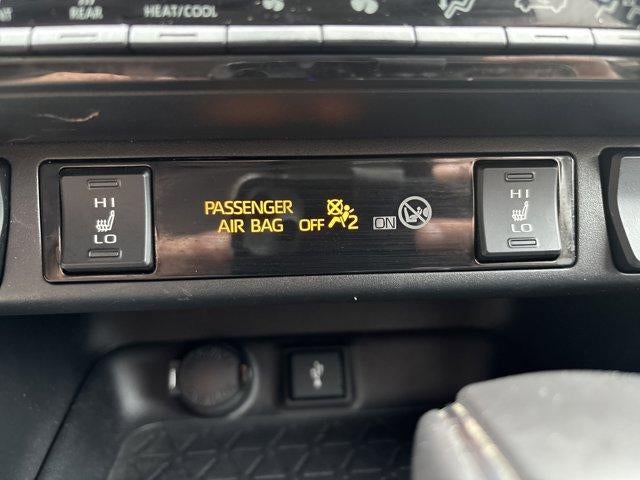 REAR HEAT/COOL
HI
LO
PASSENGER
AIR BAG OFF 2 ON
HI
LO